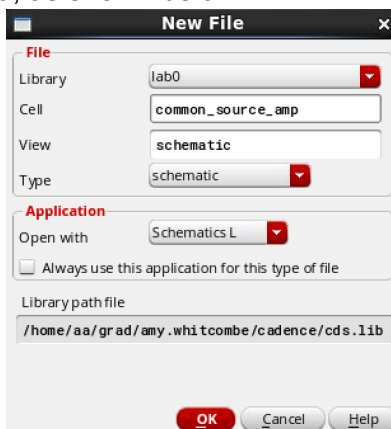 New File
File
Library lab0
Cell common_source_amp
View schematic
Type schematic
Application
Open with Schematics L
Always use this application for this type of file
Library path file
/home/aa/grad/amy.whitcombe/cadence/cds.lib
OK Cancel Help